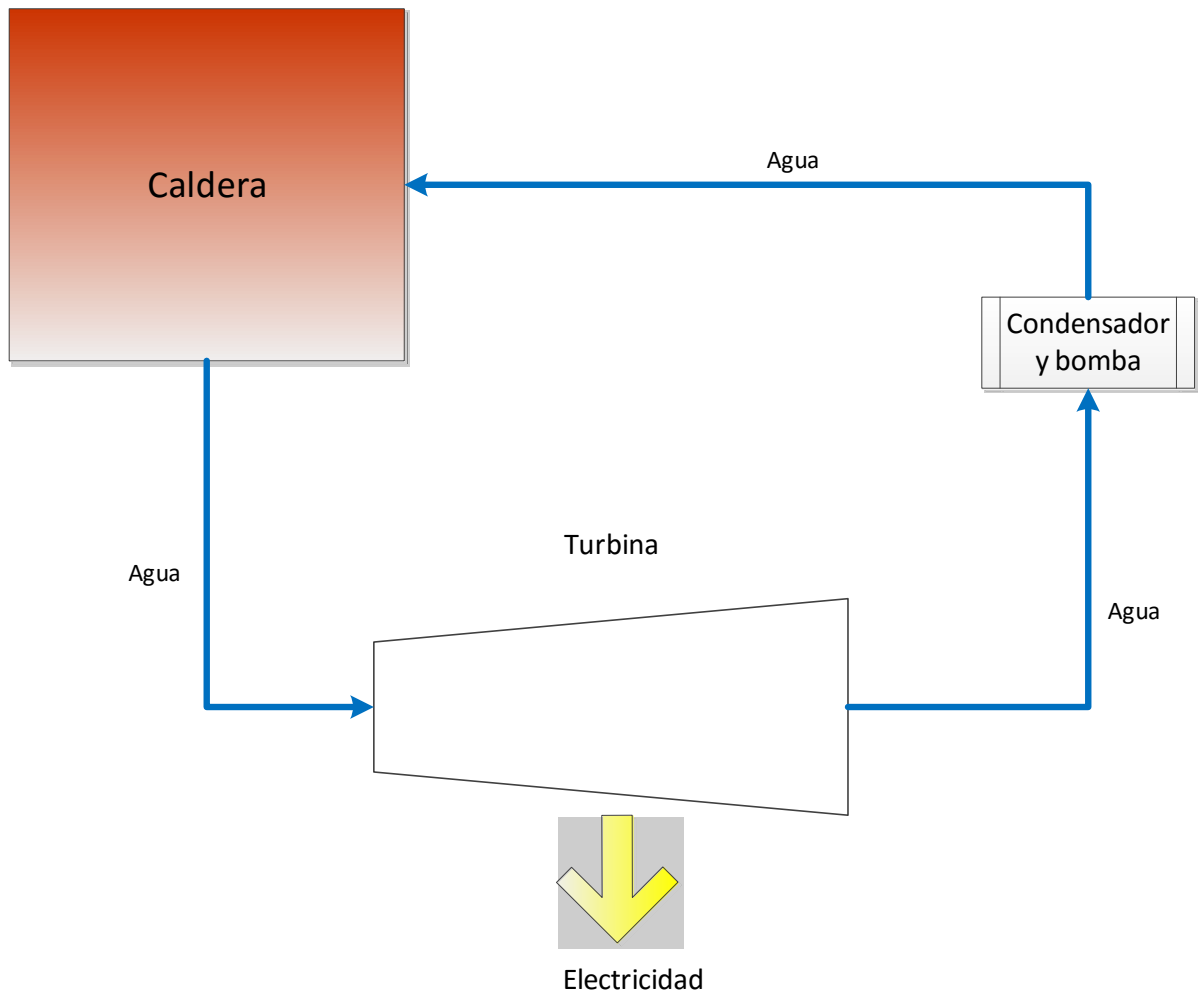 Caldera
Agua
Condensador
y bomba
Turbina
Agua
Agua
Electricidad